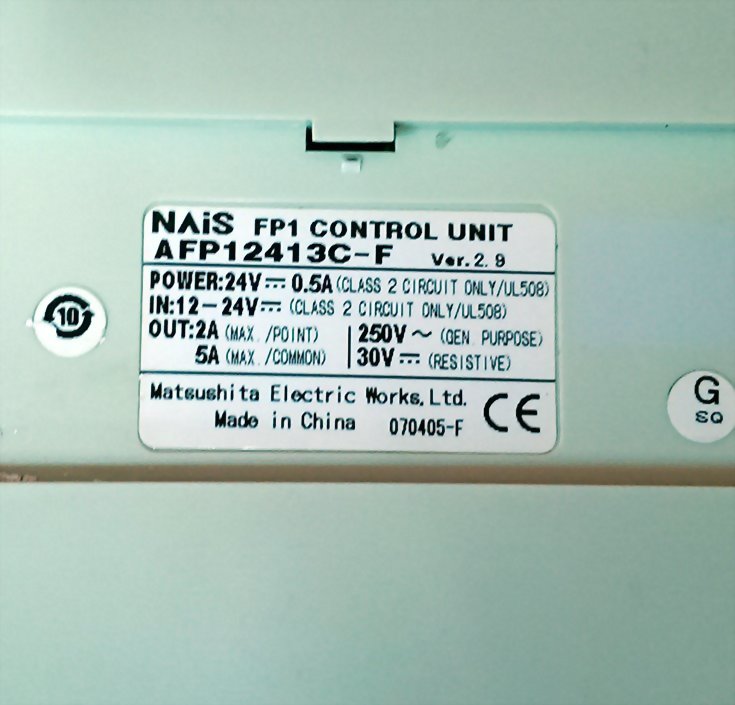 NAiS FP1 CONTROL UNIT
AFP12413C-F Ver.2.9
POWER:24V⎓ 0.5A(CLASS 2 CIRCUIT ONLY/UL508)
IN:12-24V⎓ (CLASS 2 CIRCUIT ONLY/UL508)
OUT:2A (MAX./POINT) | 250V ~ (GEN. PURPOSE)
5A (MAX./COMMON) | 30V⎓ (RESISTIVE)
Matsushita Electric Works,Ltd. CE
Made in China 070405-F
10
G
SQ